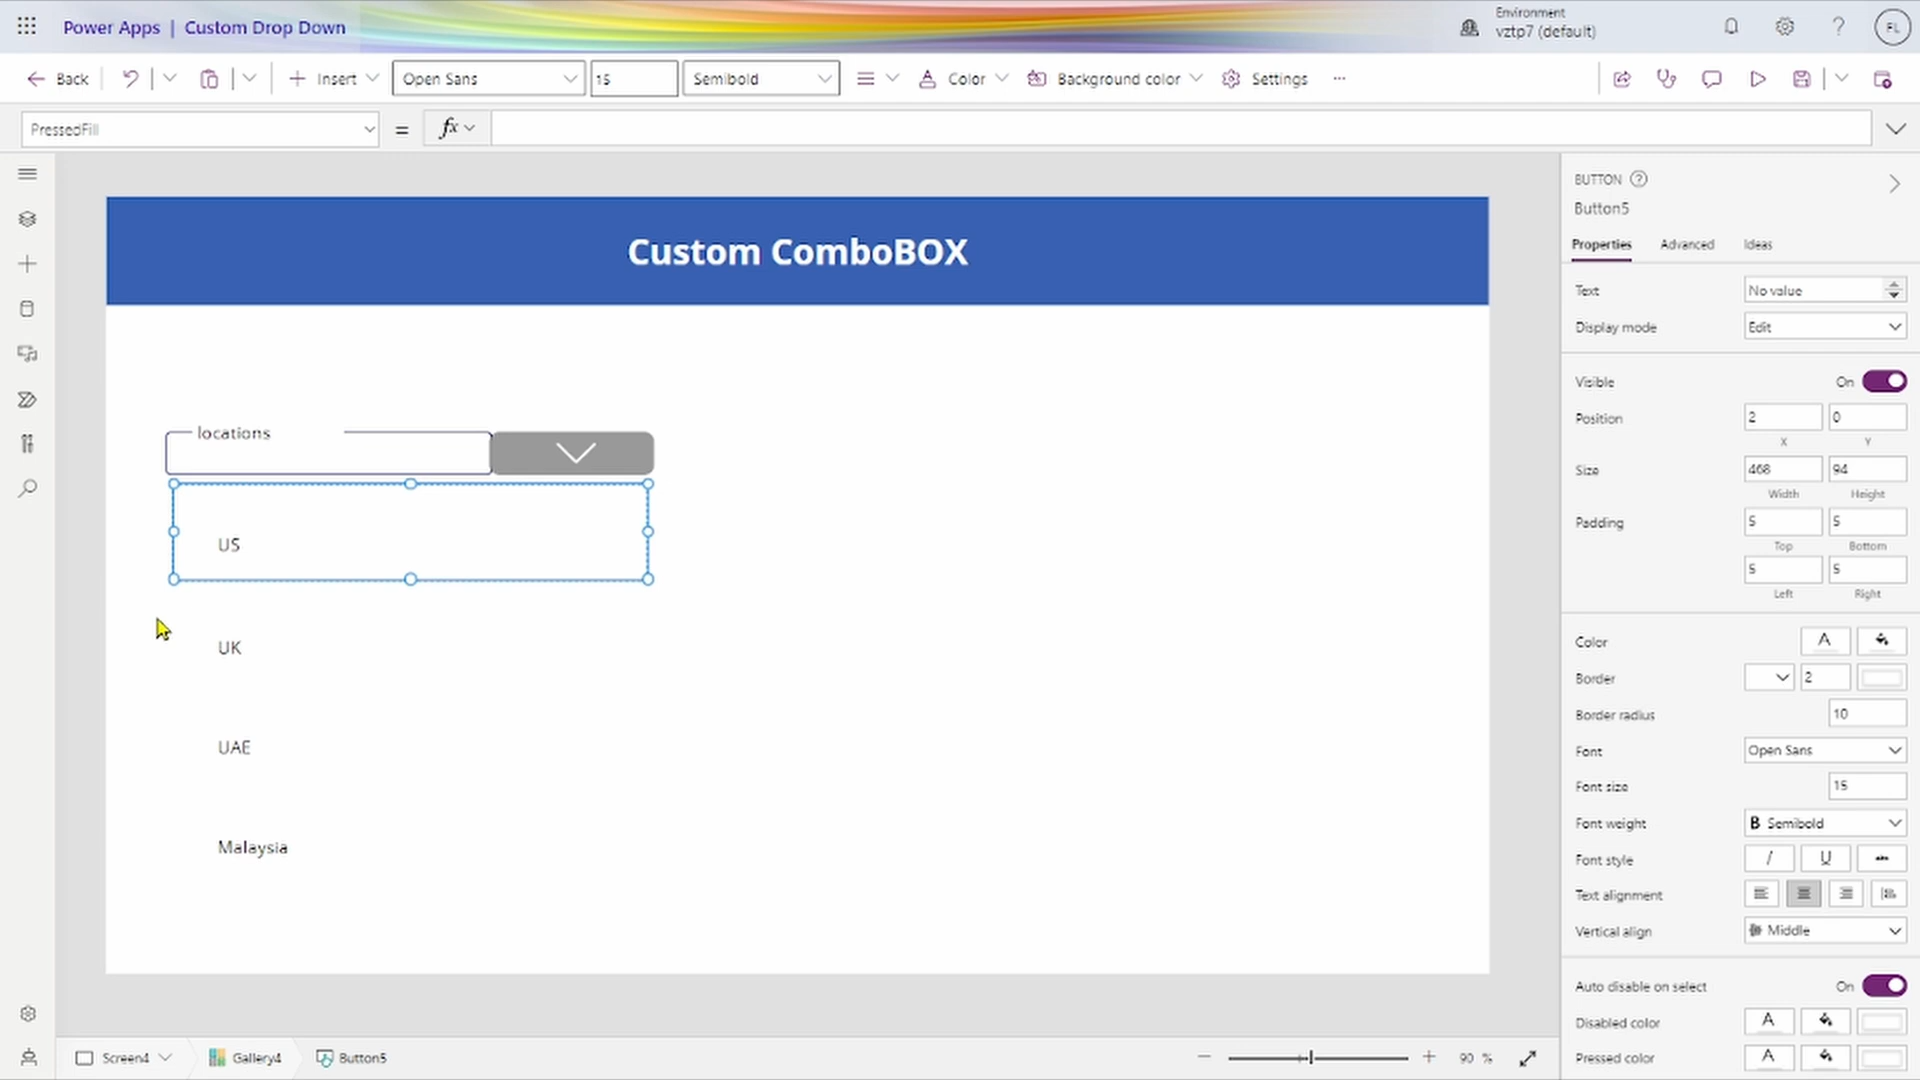 Power Apps | Custom Drop Down
Environment
vztp7 (default)
FL
Back
Insert
Open Sans
15
Semibold
Color
Background color
Settings
PressedFill
=
fx
Custom ComboBOX
locations
US
UK
UAE
Malaysia
BUTTON
Button5
Properties
Advanced
Ideas
Text
No value
Display mode
Edit
Visible
On
Position
2
0
X
Y
Size
468
94
Width
Height
Padding
5
5
Top
Bottom
5
5
Left
Right
Color
A
Border
2
Border radius
10
Font
Open Sans
Font size
15
Font weight
B Semibold
Font style
/ U abc
Text alignment
Vertical align
Middle
Auto disable on select
On
Disabled color
A
Pressed color
A
Screen4
Gallery4
Button5
90 %